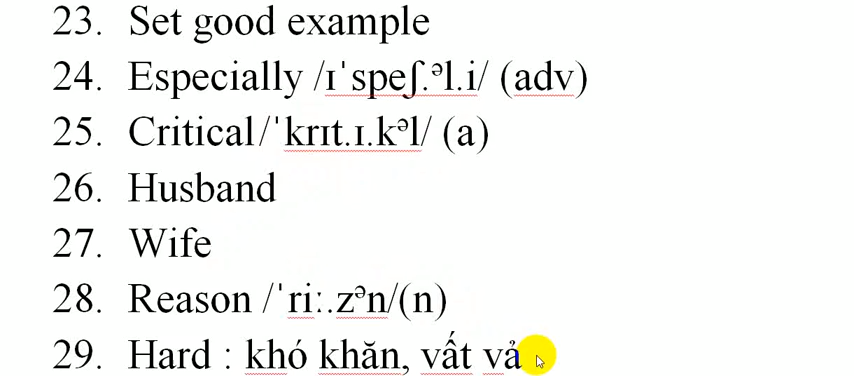 23. Set good example
24. Especially /ɪˈspeʃ.ᵊl.i/ (adv)
25. Critical/ˈkrɪt.ɪ.kᵊl/ (a)
26. Husband
27. Wife
28. Reason /ˈriː.zᵊn/(n)
29. Hard : khó khăn, vất vả